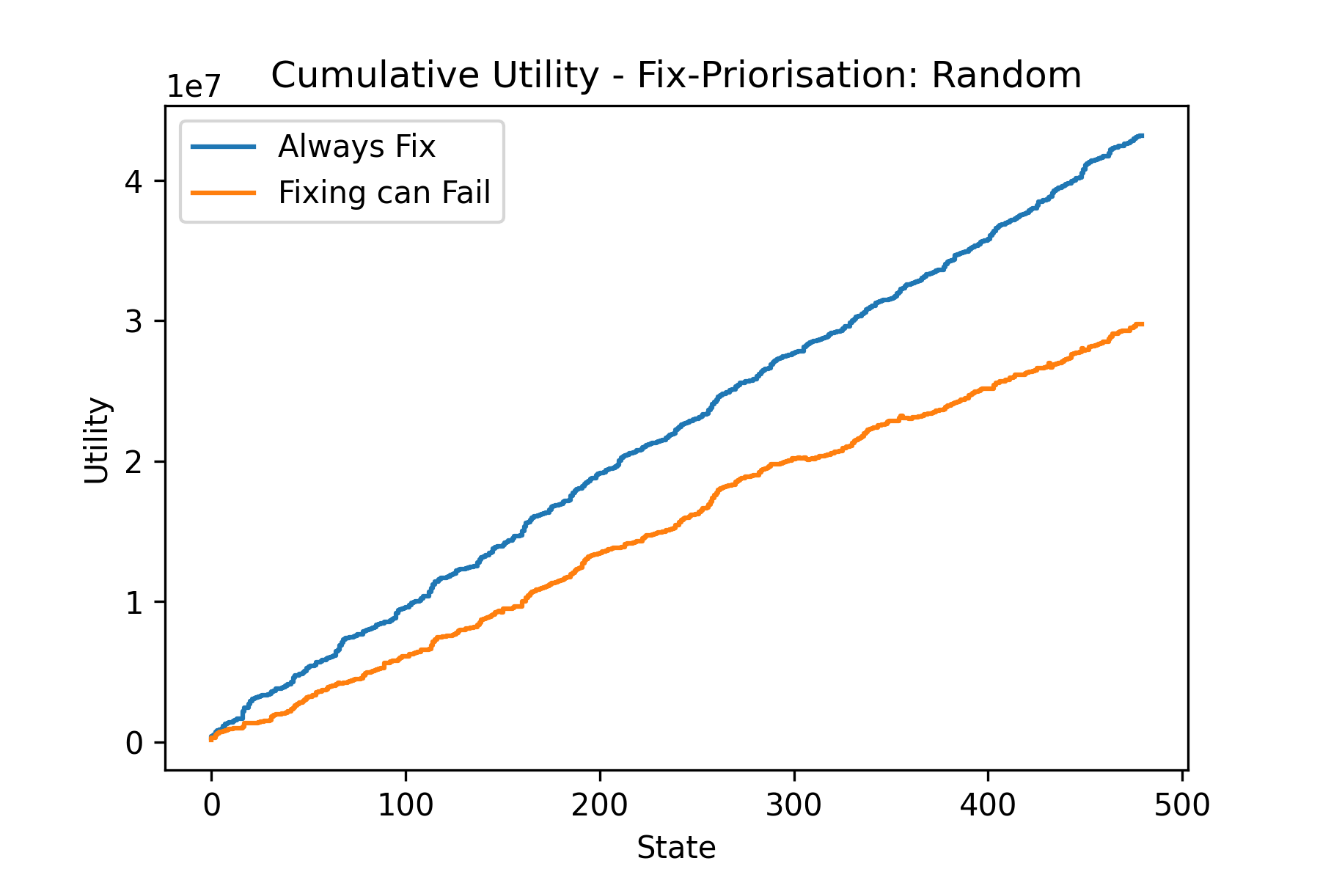 Cumulative Utility - Fix-Priorisation: Random
1e7
Always Fix
Fixing can Fail
4
3
2
1
0
Utility
0 100 200 300 400 500
State